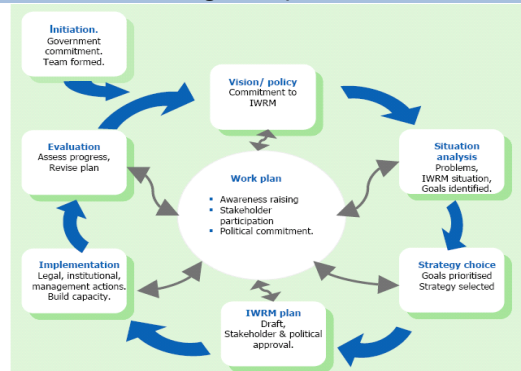 Initiation.
Government
commitment.
Team formed.
Vision/ policy
Commitment to
IWRM
Evaluation
Assess progress,
Revise plan
Situation
analysis
Problems,
IWRM situation,
Goals identified.
Work plan
▪ Awareness raising
▪ Stakeholder
participation
▪ Political commitment.
Implementation
Legal, institutional,
management actions.
Build capacity.
Strategy choice
Goals prioritised
Strategy selected
IWRM plan
Draft,
Stakeholder & political
approval.